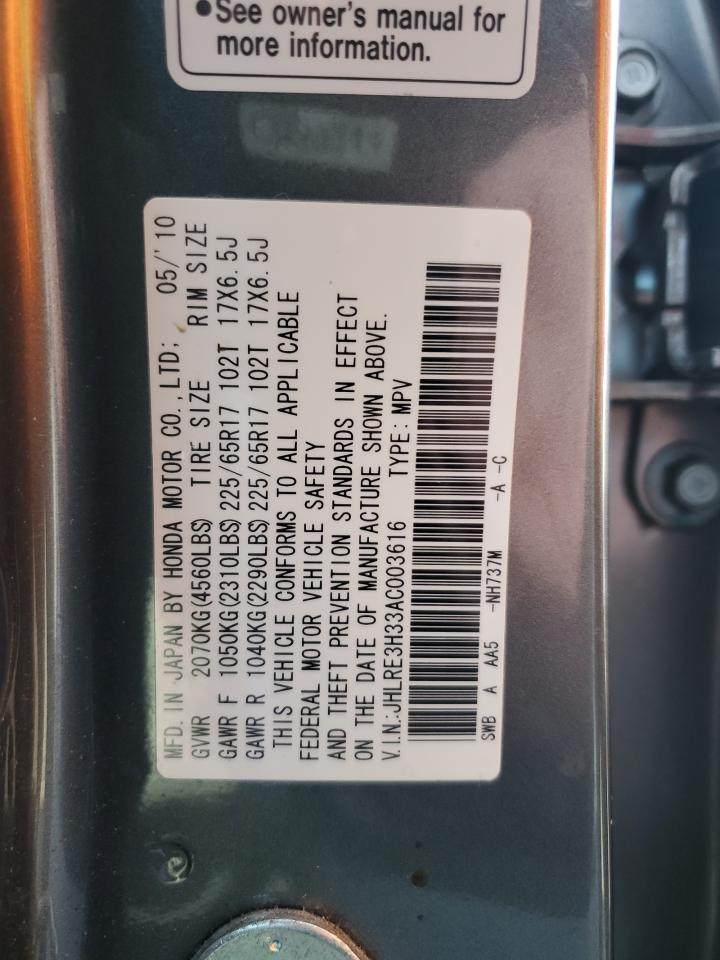 ●See owner's manual for
more information.
MFD. IN JAPAN BY HONDA MOTOR CO.,LTD; 05/'10
GVWR 2070KG(4560LBS) TIRE SIZE RIM SIZE
GAWR F 1050KG(2310LBS) 225/65R17 102T 17X6.5J
GAWR R 1040KG(2290LBS) 225/65R17 102T 17X6.5J
THIS VEHICLE CONFORMS TO ALL APPLICABLE
FEDERAL MOTOR VEHICLE SAFETY
AND THEFT PREVENTION STANDARDS IN EFFECT
ON THE DATE OF MANUFACTURE SHOWN ABOVE.
V.I.N.:JHLRE3H33AC003616 TYPE:MPV
SWB A AA5 -NH737M -A -C